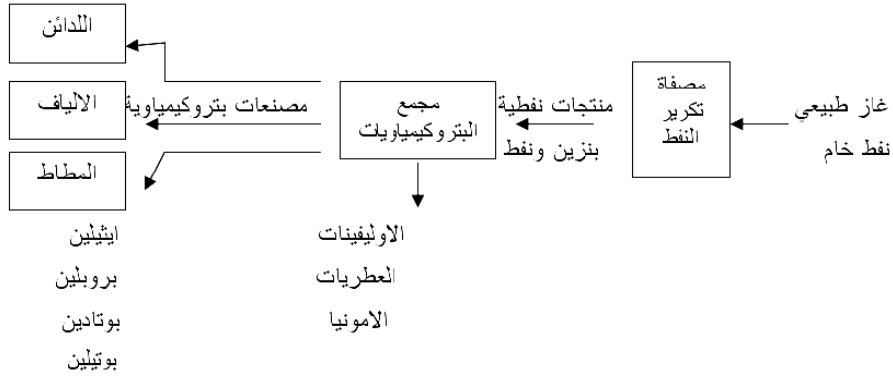 غاز طبيعي
نفط خام
مصفاة
تكرير
النفط
منتجات نفطية
بنزين ونفط
مجمع
البتروكيمياويات
مصنعات بتروكيمياوية
اللدائن
الالياف
المطاط
الاوليفينات
العطريات
الامونيا
ايثيلين
بروبلين
بوتادين
بوتيلين